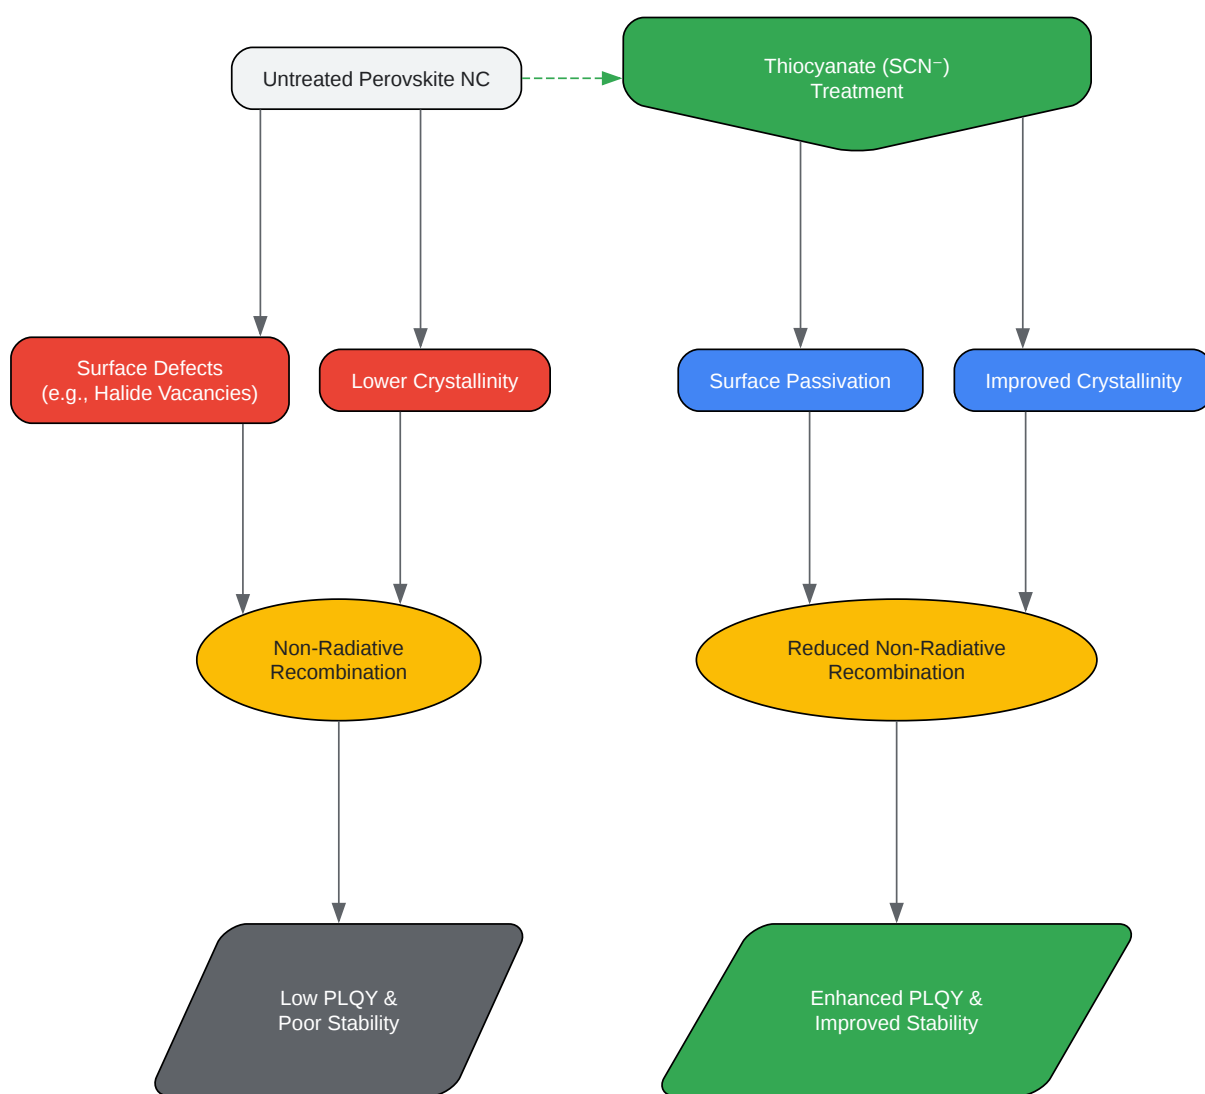 Untreated Perovskite NC
Thiocyanate (SCN⁻)
Treatment
Surface Defects
(e.g., Halide Vacancies)
Lower Crystallinity
Surface Passivation
Improved Crystallinity
Non-Radiative
Recombination
Reduced Non-Radiative
Recombination
Low PLQY &
Poor Stability
Enhanced PLQY &
Improved Stability